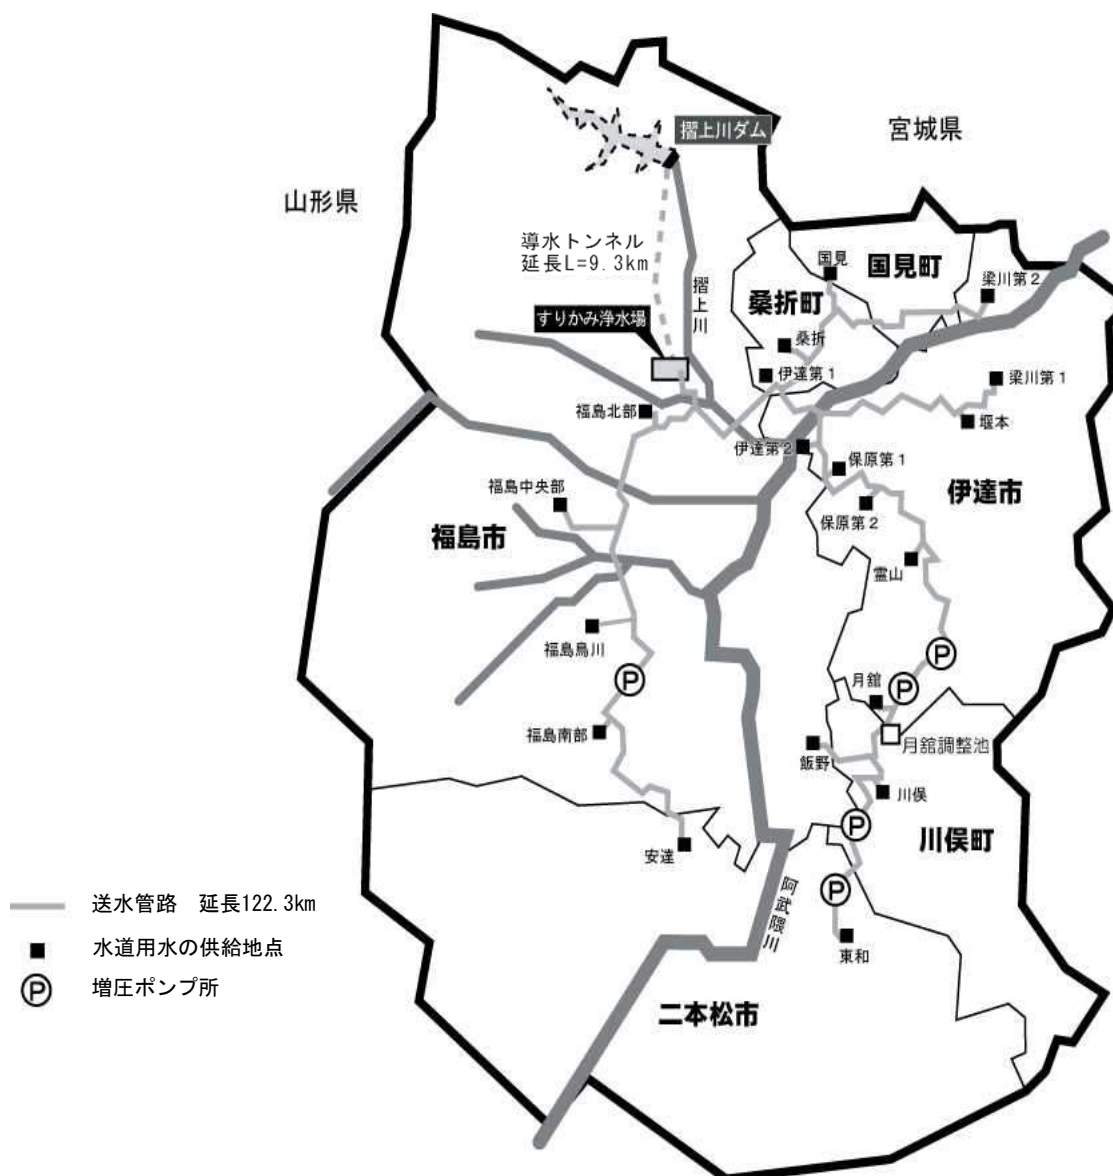 摺上川ダム
宮城県
山形県
導水トンネル
延長L=9.3km
摺上川
国見
国見町
梁川第2
桑折町
すりかみ浄水場
桑折
伊達第1
梁川第1
福島北部
堰本
伊達第2
保原第1
福島中央部
保原第2
伊達市
福島市
霊山
福島鳥川
月舘
福島南部
飯野
月舘調整池
川俣
安達
川俣町
阿武隈川
東和
二本松市
送水管路 延長122.3km
水道用水の供給地点
P 増圧ポンプ所
P
P
P
P
P